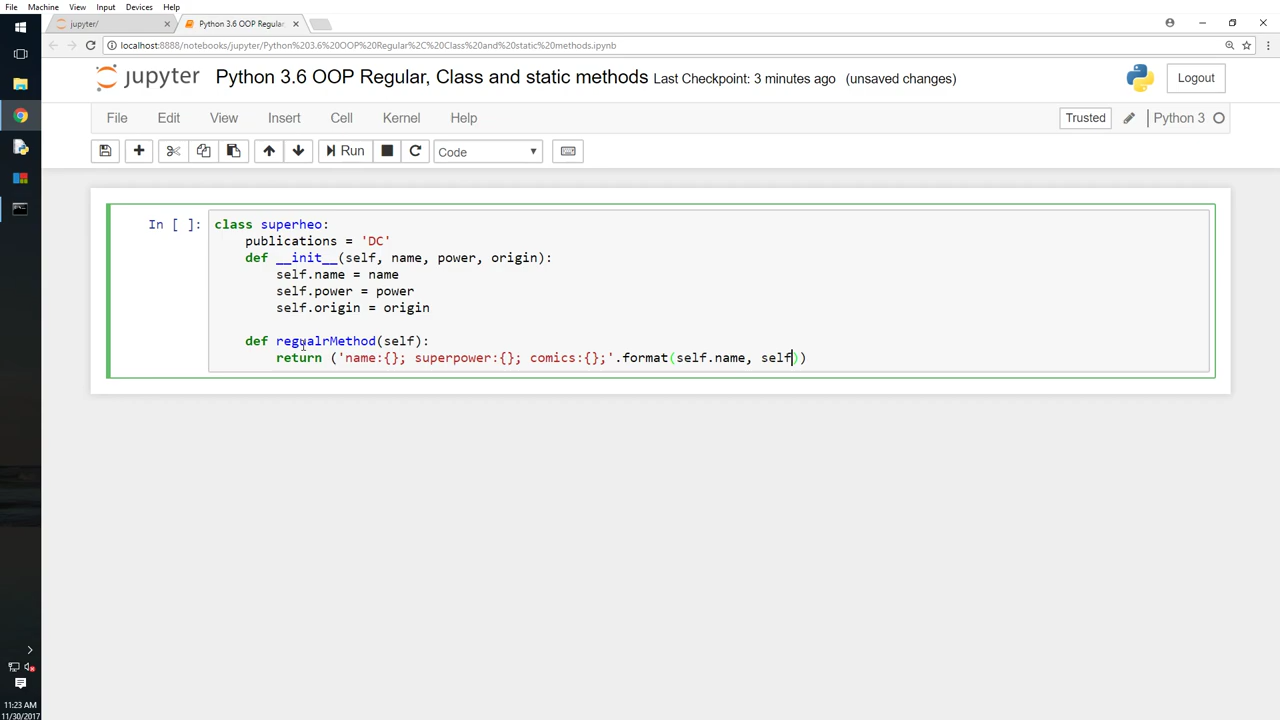 File Machine View Input Devices Help
jupyter/ Python 3.6 OOP Regular,
localhost:8888/notebooks/jupyter/Python%203.6%20OOP%20Regular%2C%20Class%20and%20static%20methods.ipynb
jupyter Python 3.6 OOP Regular, Class and static methods Last Checkpoint: 3 minutes ago (unsaved changes) Logout
File Edit View Insert Cell Kernel Help Trusted Python 3
Run Code
In [ ]: class superheo:
publications = 'DC'
def __init__(self, name, power, origin):
self.name = name
self.power = power
self.origin = origin
def regualrMethod(self):
return ('name:{}; superpower:{}; comics:{};'.format(self.name, self))
11:23 AM
11/30/2017